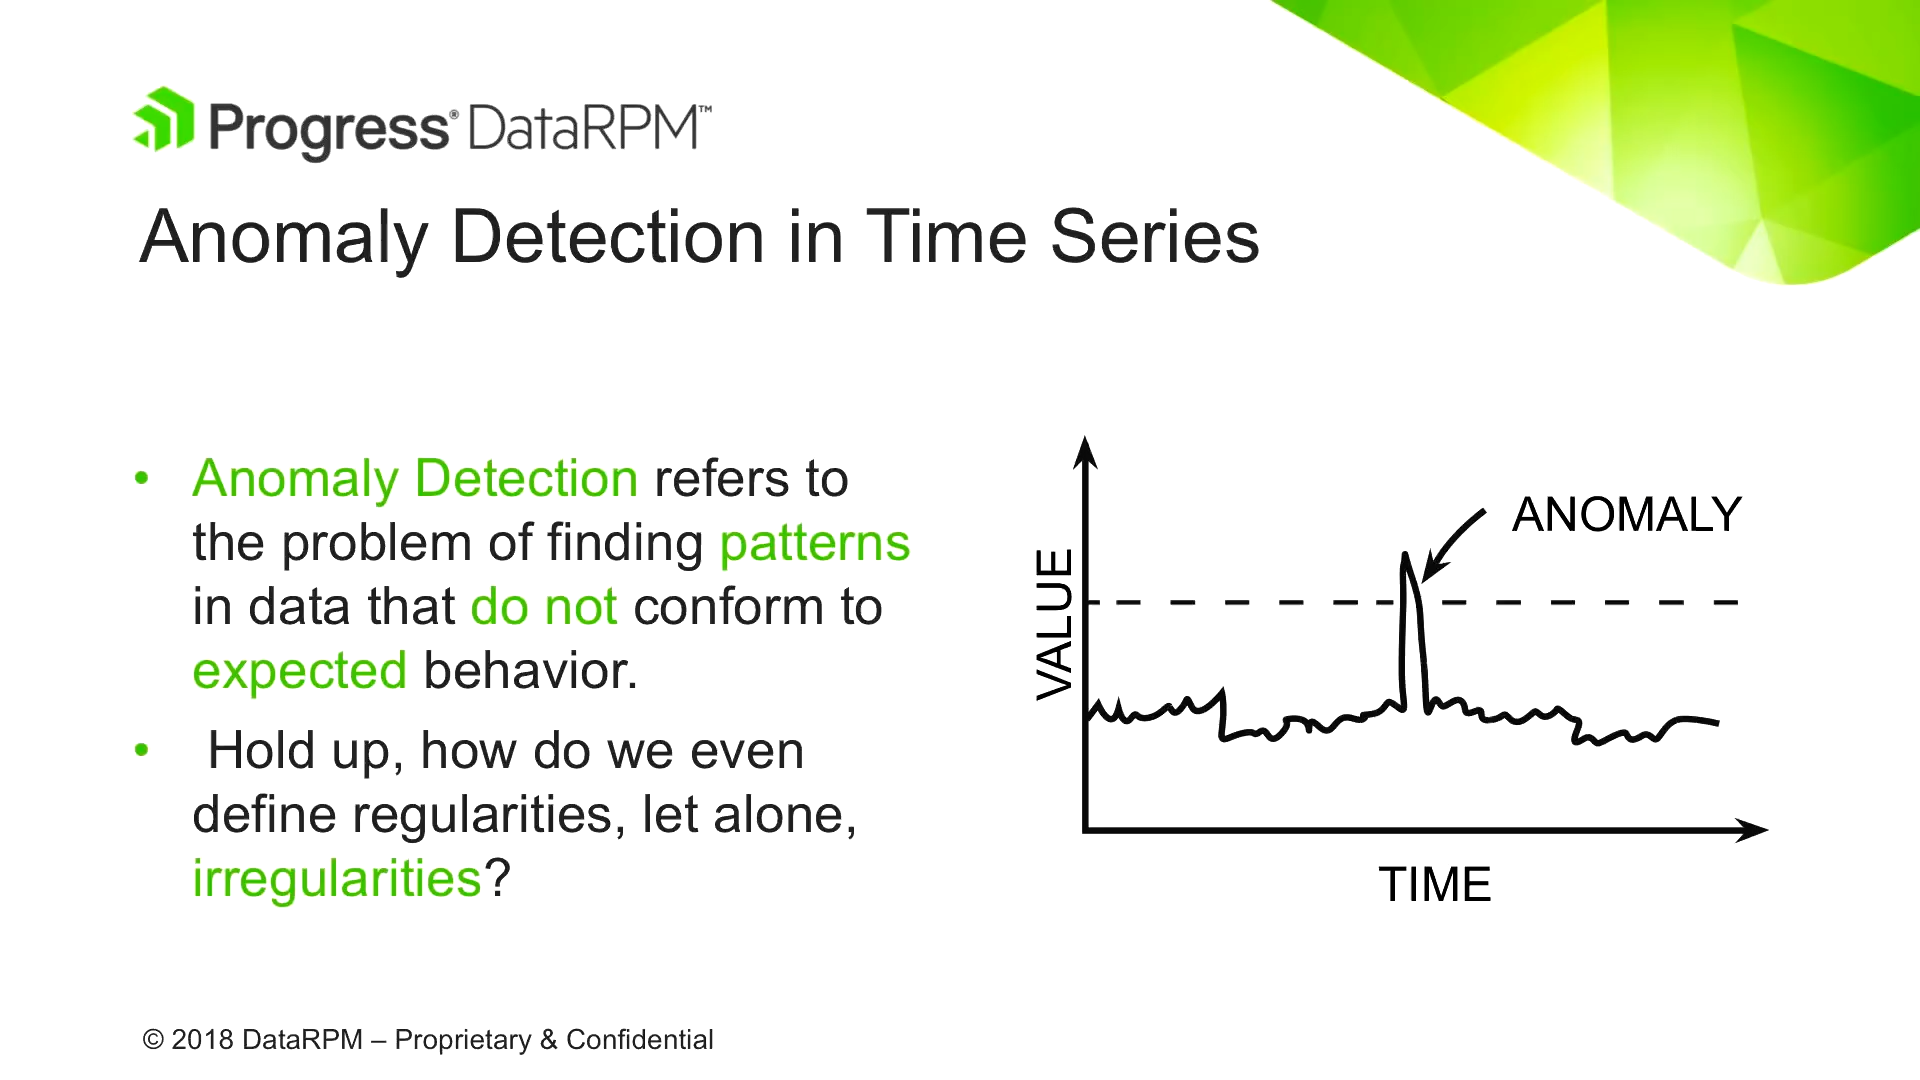 Progress® DataRPM™
Anomaly Detection in Time Series
• Anomaly Detection refers to
the problem of finding patterns
in data that do not conform to
expected behavior.
• Hold up, how do we even
define regularities, let alone,
irregularities?
ANOMALY
VALUE
TIME
© 2018 DataRPM – Proprietary & Confidential